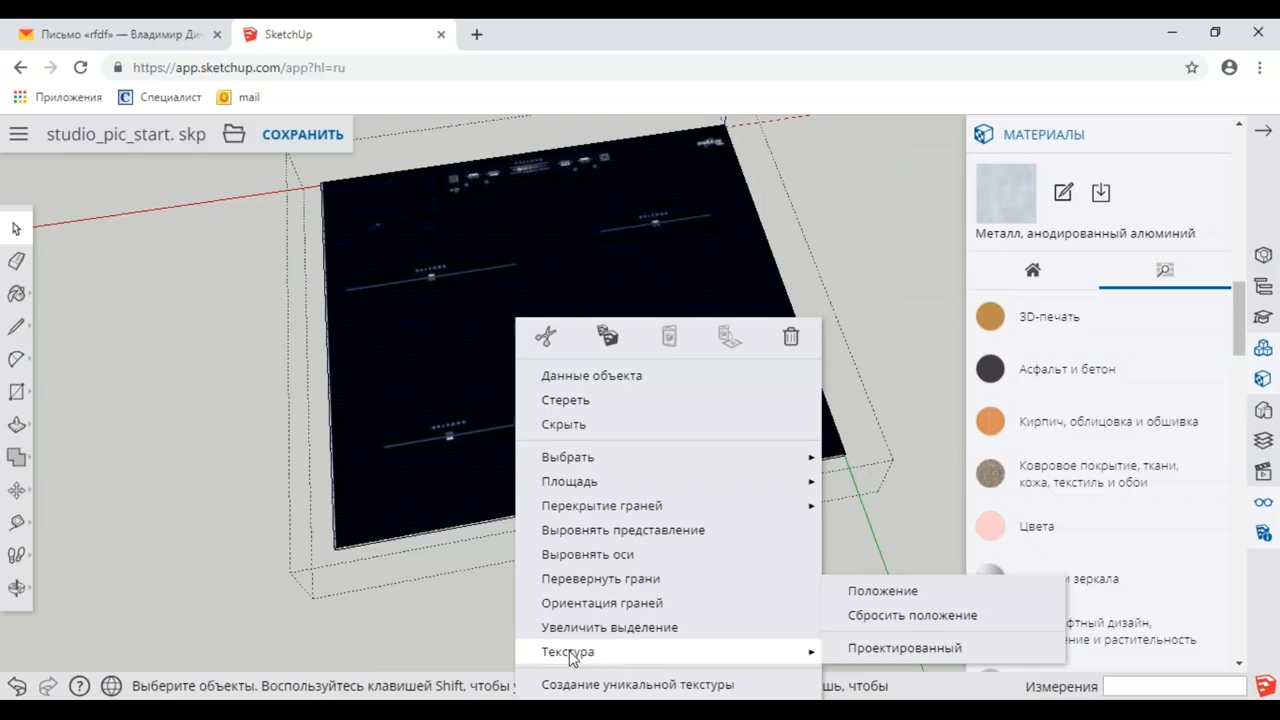 Письмо «rfdf» — Владимир Дич
SketchUp
https://app.sketchup.com/app?hl=ru
Приложения
Специалист
mail
studio_pic_start. skp
СОХРАНИТЬ
МАТЕРИАЛЫ
Металл, анодированный алюминий
3D-печать
Асфальт и бетон
Кирпич, облицовка и обшивка
Ковровое покрытие, ткани,
кожа, текстиль и обои
Цвета
и зеркала
фтный дизайн,
ение и растительность
Данные объекта
Стереть
Скрыть
Выбрать
Площадь
Перекрытие граней
Выровнять представление
Выровнять оси
Перевернуть грани
Ориентация граней
Увеличить выделение
Текстура
Создание уникальной текстуры
Положение
Сбросить положение
Проектированный
Выберите объекты. Воспользуйтесь клавишей Shift, чтобы у
шь, чтобы
Измерения